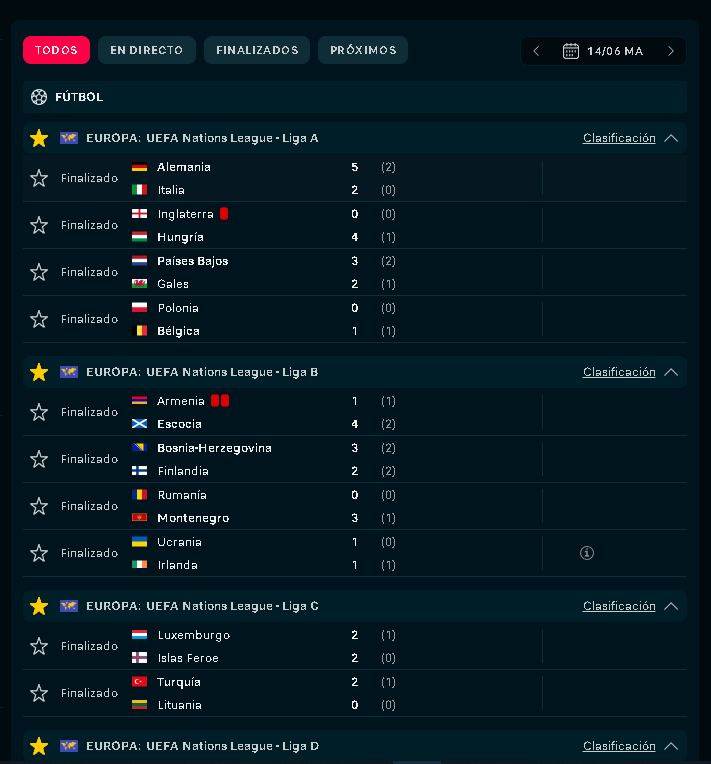 TODOS EN DIRECTO FINALIZADOS PRÓXIMOS 14/06 MA
FÚTBOL
EUROPA: UEFA Nations League - Liga A Clasificación
Finalizado
Alemania 5 (2)
Italia 2 (0)
Finalizado
Inglaterra 0 (0)
Hungría 4 (1)
Finalizado
Países Bajos 3 (2)
Gales 2 (1)
Finalizado
Polonia 0 (0)
Bélgica 1 (1)
EUROPA: UEFA Nations League - Liga B Clasificación
Finalizado
Armenia 1 (1)
Escocia 4 (2)
Finalizado
Bosnia-Herzegovina 3 (2)
Finlandia 2 (2)
Finalizado
Rumanía 0 (0)
Montenegro 3 (1)
Finalizado
Ucrania 1 (0)
Irlanda 1 (1)
EUROPA: UEFA Nations League - Liga C Clasificación
Finalizado
Luxemburgo 2 (1)
Islas Feroe 2 (0)
Finalizado
Turquía 2 (1)
Lituania 0 (0)
EUROPA: UEFA Nations League - Liga D Clasificación